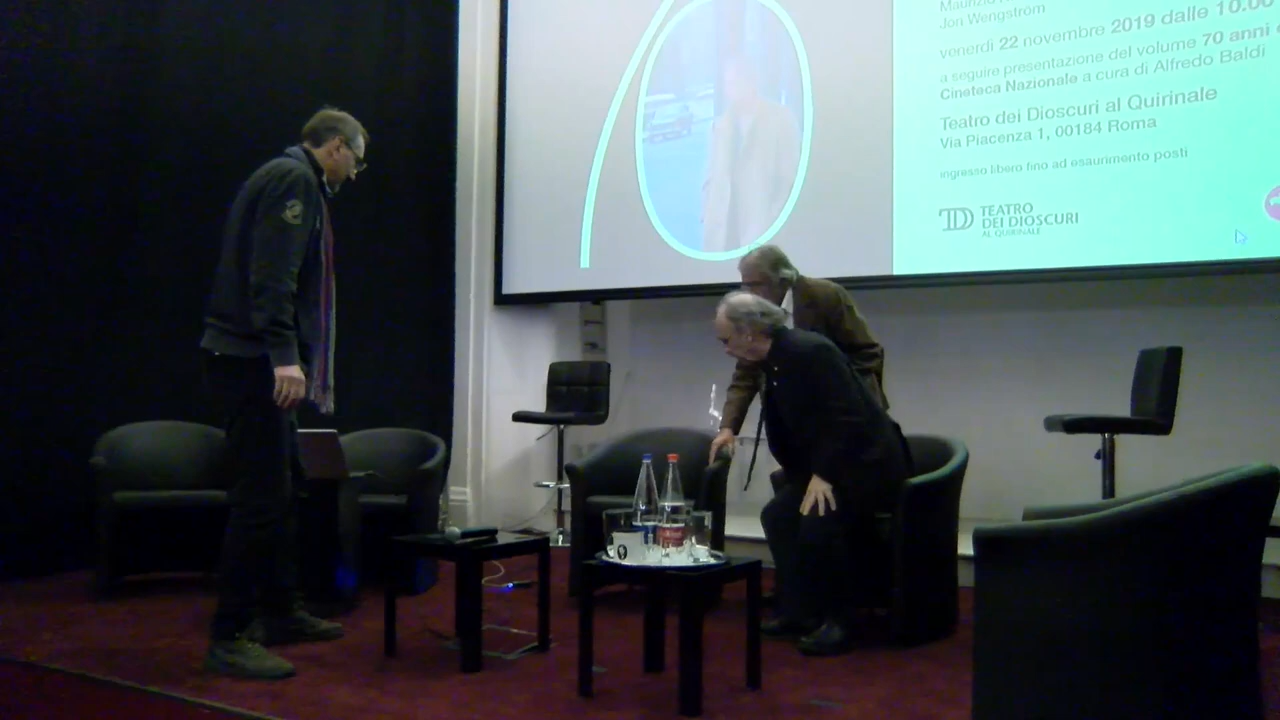 Jon Wengström
venerdì 22 novembre 2019 dalle 10.00
a seguire presentazione del volume 70 anni
Cineteca Nazionale a cura di Alfredo Baldi
Teatro dei Dioscuri al Quirinale
Via Piacenza 1, 00184 Roma
ingresso libero fino ad esaurimento posti
TD
TEATRO
DEI DIOSCURI
AL QUIRINALE